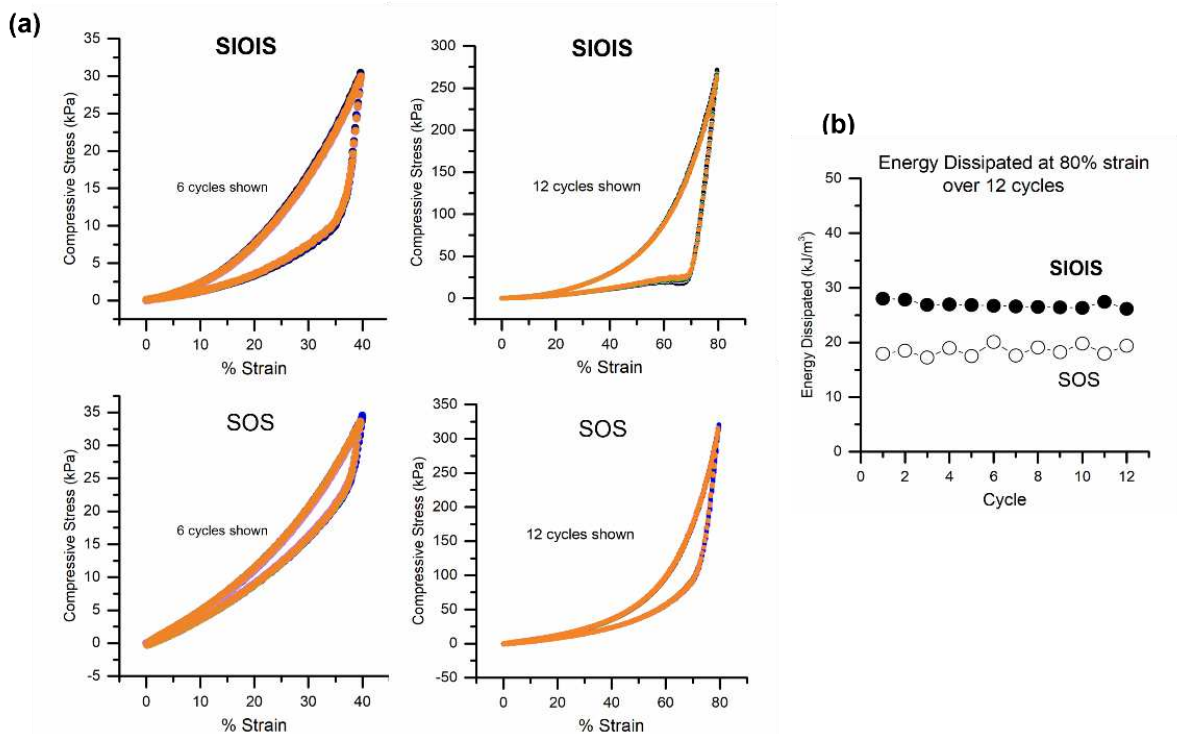 (a)
SIOIS
Compressive Stress (kPa)
35
30
25
20
15
10
5
0
6 cycles shown
0 10 20 30 40
% Strain
SIOIS
Compressive Stress (kPa)
300
250
200
150
100
50
0
12 cycles shown
0 20 40 60 80
% Strain
SOS
Compressive Stress (kPa)
35
30
25
20
15
10
5
0
-5
6 cycles shown
0 10 20 30 40
% Strain
SOS
Compressive Stress (kPa)
350
300
250
200
150
100
50
0
-50
12 cycles shown
0 10 20 30 40 50 60 70 80
% Strain
(b)
Energy Dissipated at 80% strain
over 12 cycles
Energy Dissipated (kJ/m³)
50
40
30
20
10
0
SIOIS
SOS
0 2 4 6 8 10 12
Cycle